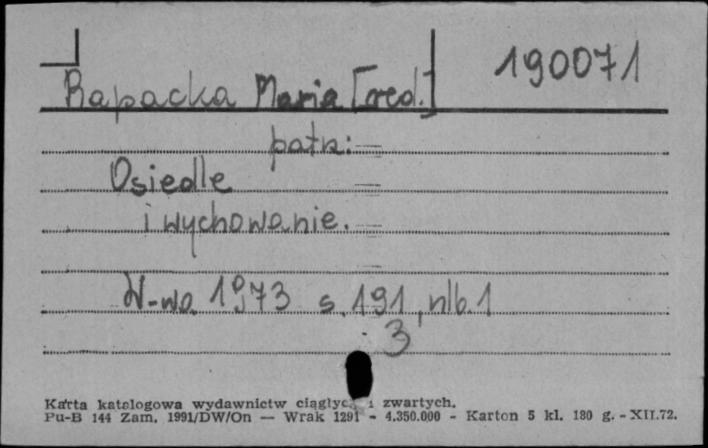 190071
Rapacka Maria [red.]
patrz:
Osiedle
i wychowanie.
W-wa. 1973 s. 191, nlb. 1
3
Karta katalogowa wydawnictw ciągłych i zwartych.
Pu-B 144 Zam. 1991/DW/On — Wrak 1291 - 4.350.000 - Karton 5 kl. 180 g. - XII.72.